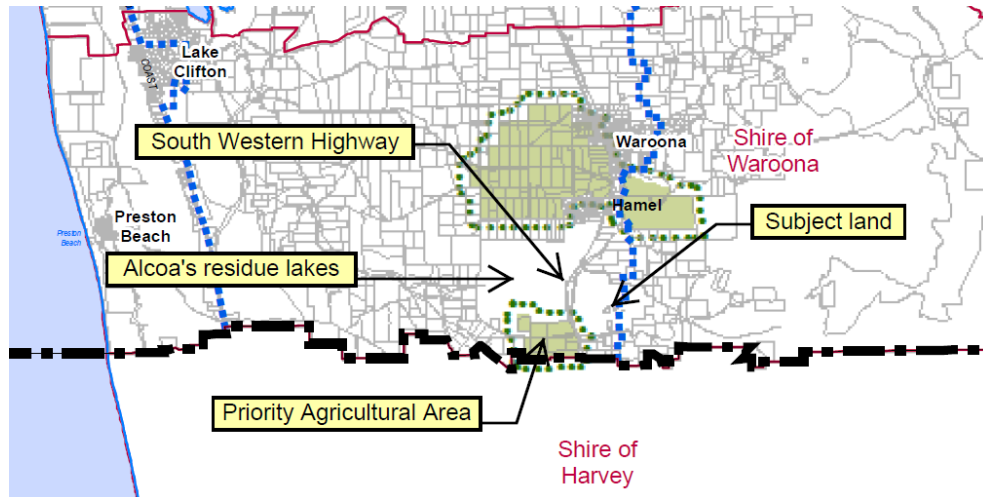 Lake
Clifton
COAST
South Western Highway
Waroona
Shire of
Waroona
Hamel
Preston
Beach
Preston
Beach
Subject land
Alcoa's residue lakes
Priority Agricultural Area
Shire of
Harvey